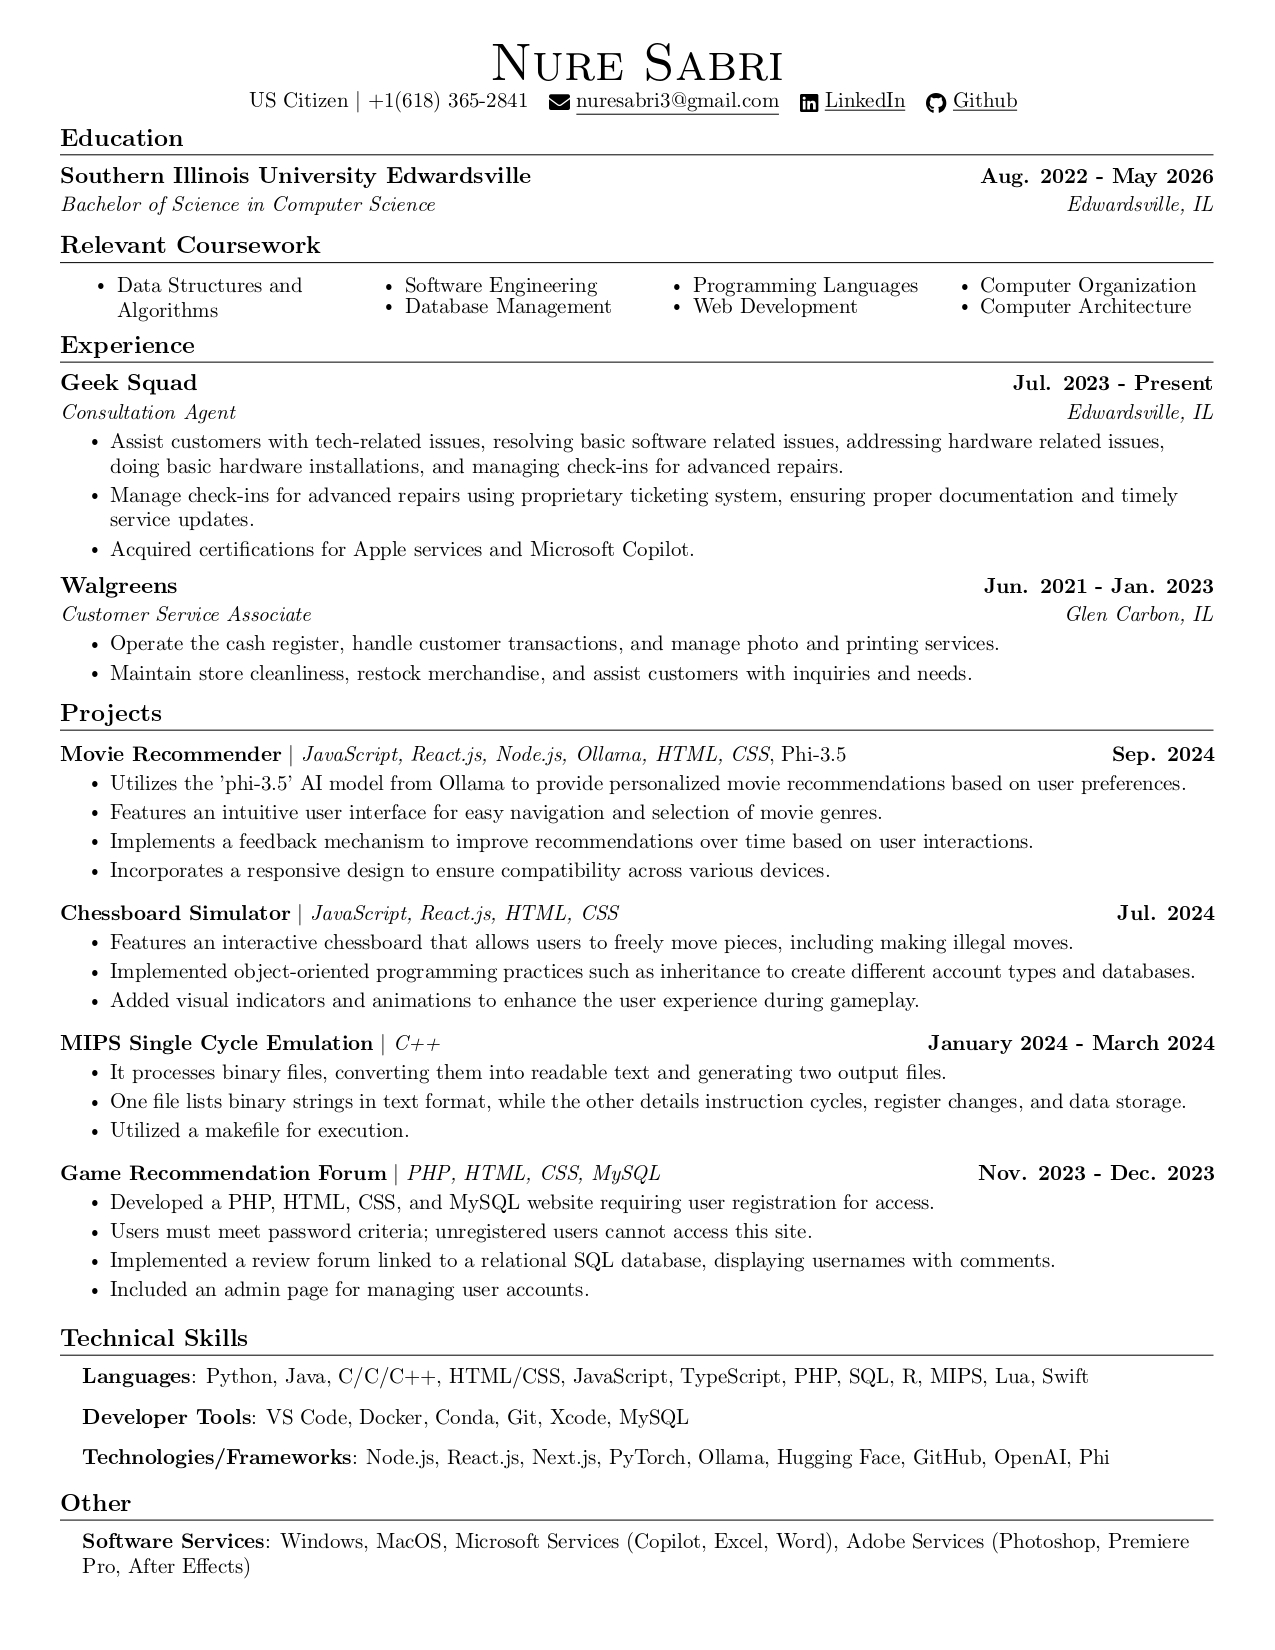 Nure Sabri
US Citizen | +1(618) 365-2841 nuresabri3@gmail.com LinkedIn Github
Education
Southern Illinois University Edwardsville Aug. 2022 - May 2026
Bachelor of Science in Computer Science Edwardsville, IL
Relevant Coursework
• Data Structures and Algorithms
• Software Engineering
• Database Management
• Programming Languages
• Web Development
• Computer Organization
• Computer Architecture
Experience
Geek Squad Jul. 2023 - Present
Consultation Agent Edwardsville, IL
• Assist customers with tech-related issues, resolving basic software related issues, addressing hardware related issues,
doing basic hardware installations, and managing check-ins for advanced repairs.
• Manage check-ins for advanced repairs using proprietary ticketing system, ensuring proper documentation and timely
service updates.
• Acquired certifications for Apple services and Microsoft Copilot.
Walgreens Jun. 2021 - Jan. 2023
Customer Service Associate Glen Carbon, IL
• Operate the cash register, handle customer transactions, and manage photo and printing services.
• Maintain store cleanliness, restock merchandise, and assist customers with inquiries and needs.
Projects
Movie Recommender | JavaScript, React.js, Node.js, Ollama, HTML, CSS, Phi-3.5 Sep. 2024
• Utilizes the 'phi-3.5' AI model from Ollama to provide personalized movie recommendations based on user preferences.
• Features an intuitive user interface for easy navigation and selection of movie genres.
• Implements a feedback mechanism to improve recommendations over time based on user interactions.
• Incorporates a responsive design to ensure compatibility across various devices.
Chessboard Simulator | JavaScript, React.js, HTML, CSS Jul. 2024
• Features an interactive chessboard that allows users to freely move pieces, including making illegal moves.
• Implemented object-oriented programming practices such as inheritance to create different account types and databases.
• Added visual indicators and animations to enhance the user experience during gameplay.
MIPS Single Cycle Emulation | C++ January 2024 - March 2024
• It processes binary files, converting them into readable text and generating two output files.
• One file lists binary strings in text format, while the other details instruction cycles, register changes, and data storage.
• Utilized a makefile for execution.
Game Recommendation Forum | PHP, HTML, CSS, MySQL Nov. 2023 - Dec. 2023
• Developed a PHP, HTML, CSS, and MySQL website requiring user registration for access.
• Users must meet password criteria; unregistered users cannot access this site.
• Implemented a review forum linked to a relational SQL database, displaying usernames with comments.
• Included an admin page for managing user accounts.
Technical Skills
Languages: Python, Java, C/C/C++, HTML/CSS, JavaScript, TypeScript, PHP, SQL, R, MIPS, Lua, Swift
Developer Tools: VS Code, Docker, Conda, Git, Xcode, MySQL
Technologies/Frameworks: Node.js, React.js, Next.js, PyTorch, Ollama, Hugging Face, GitHub, OpenAI, Phi
Other
Software Services: Windows, MacOS, Microsoft Services (Copilot, Excel, Word), Adobe Services (Photoshop, Premiere
Pro, After Effects)